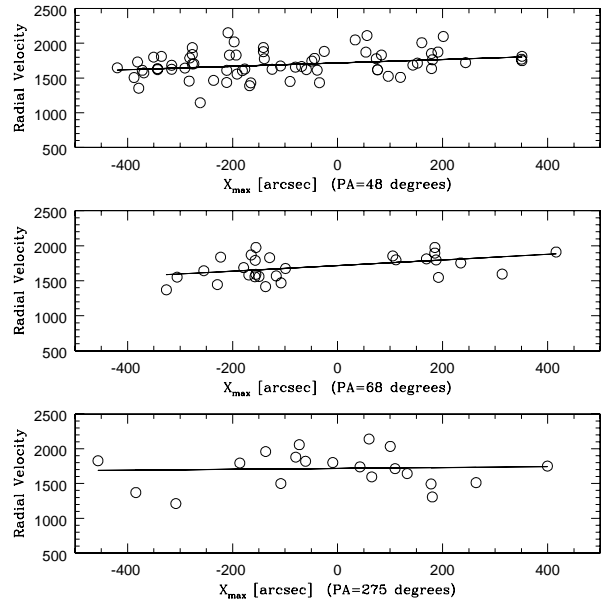 2500
2000
1500
1000
500
Radial Velocity
-400 -200 0 200 400
Xmax [arcsec] (PA=48 degrees)
2500
2000
1500
1000
500
Radial Velocity
-400 -200 0 200 400
Xmax [arcsec] (PA=68 degrees)
2500
2000
1500
1000
500
Radial Velocity
-400 -200 0 200 400
Xmax [arcsec] (PA=275 degrees)